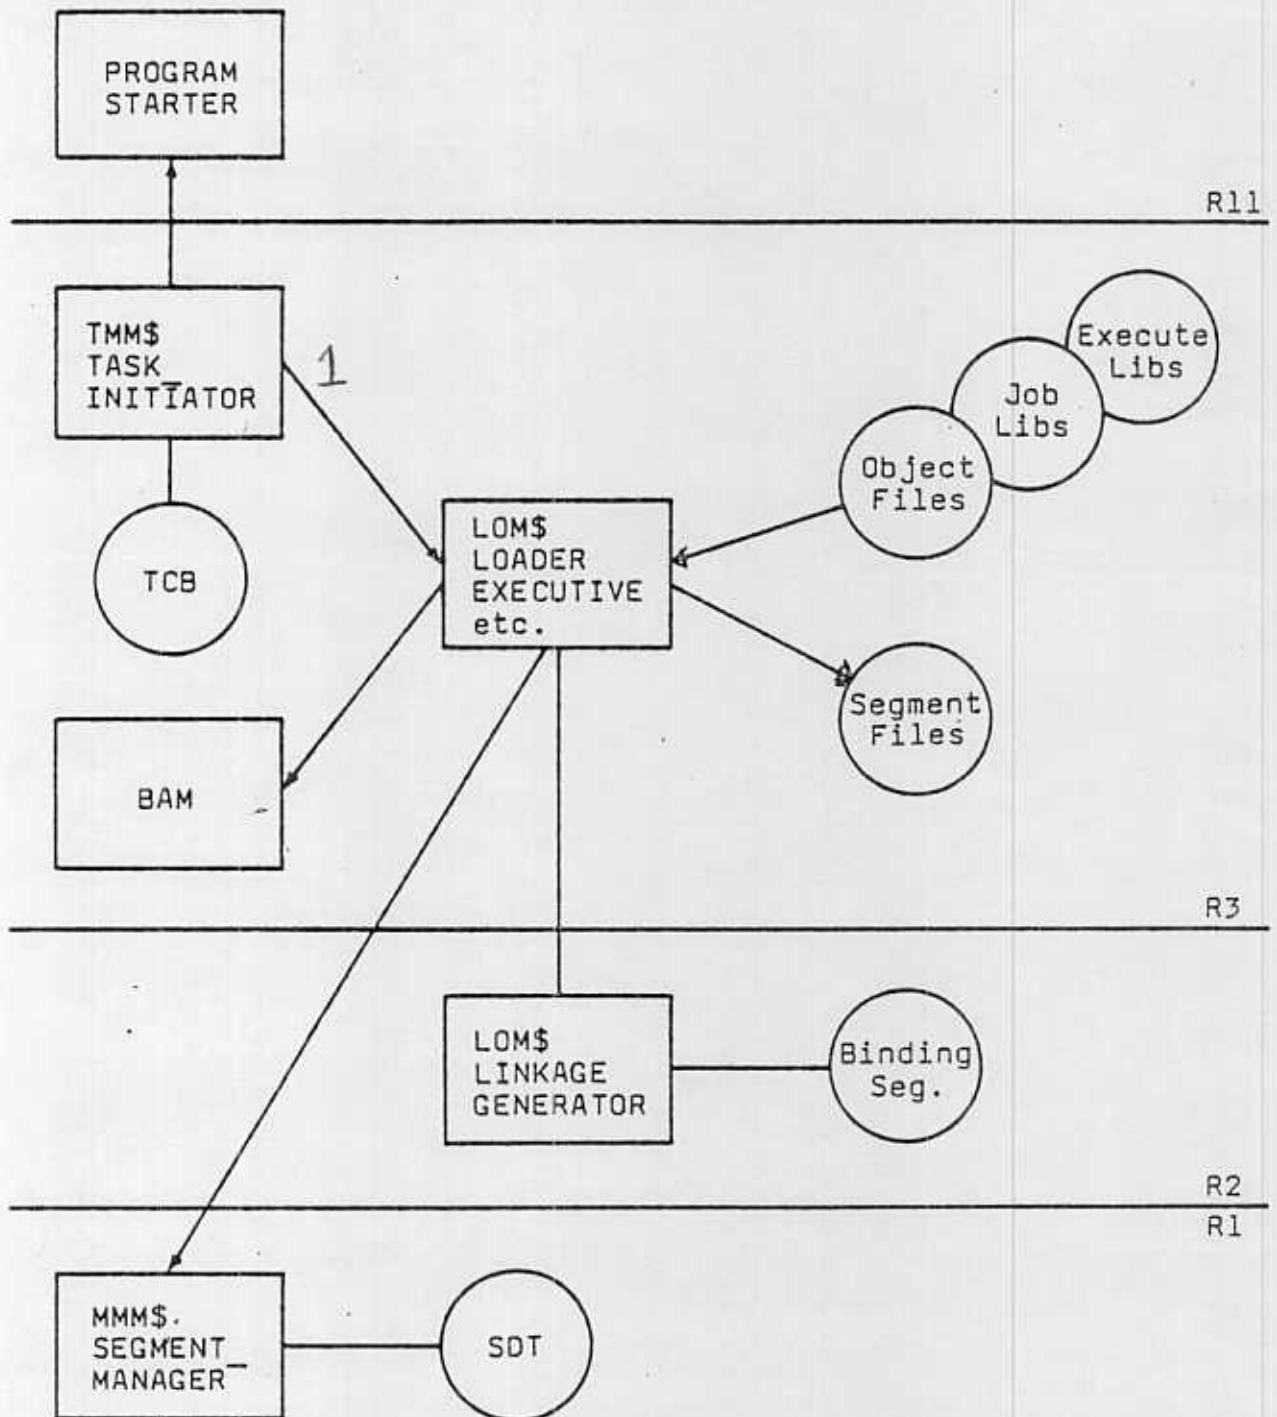 PROGRAM
STARTER
R11
TMM$
TASK_
INITIATOR
1
Execute
Libs
Job
Libs
Object
Files
LOM$
LOADER
EXECUTIVE
etc.
TCB
Segment
Files
BAM
R3
LOM$
LINKAGE
GENERATOR
Binding
Seg.
R2
R1
MMM$.
SEGMENT_
MANAGER
SDT